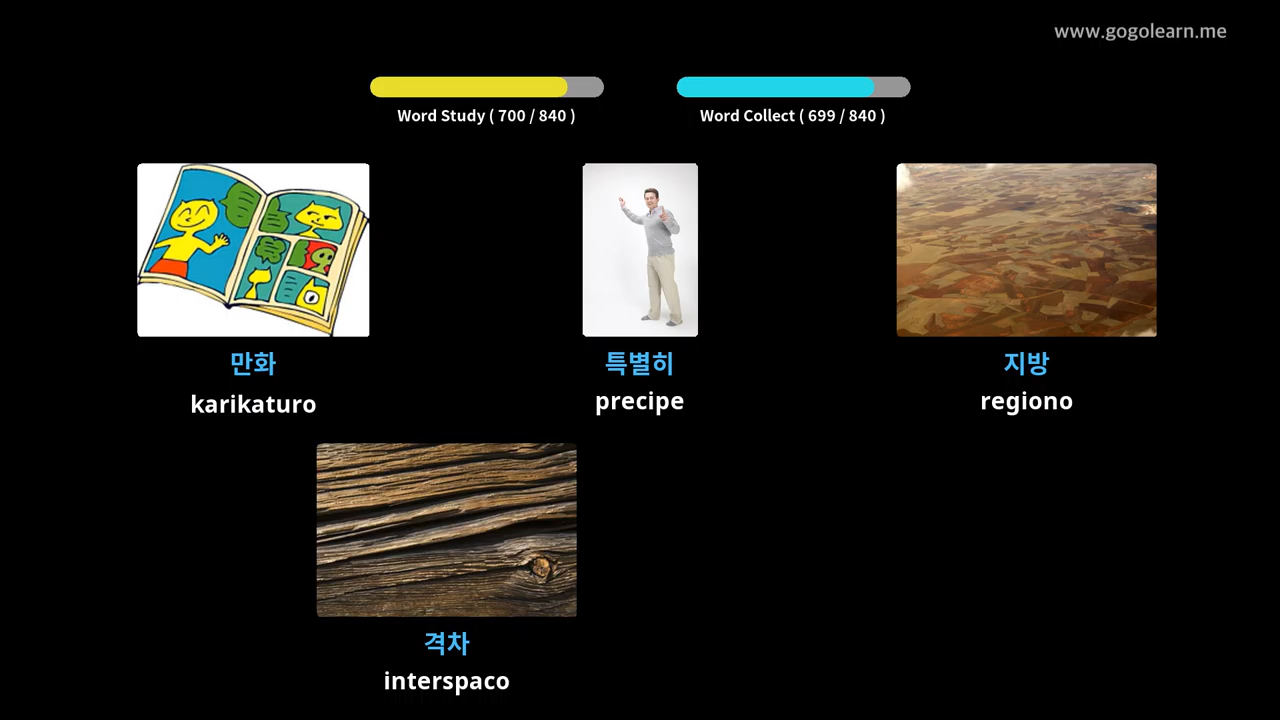 www.gogolearn.me
Word Study ( 700 / 840 )
Word Collect ( 699 / 840 )
만화
karikaturo
특별히
precipe
지방
regiono
격차
interspaco